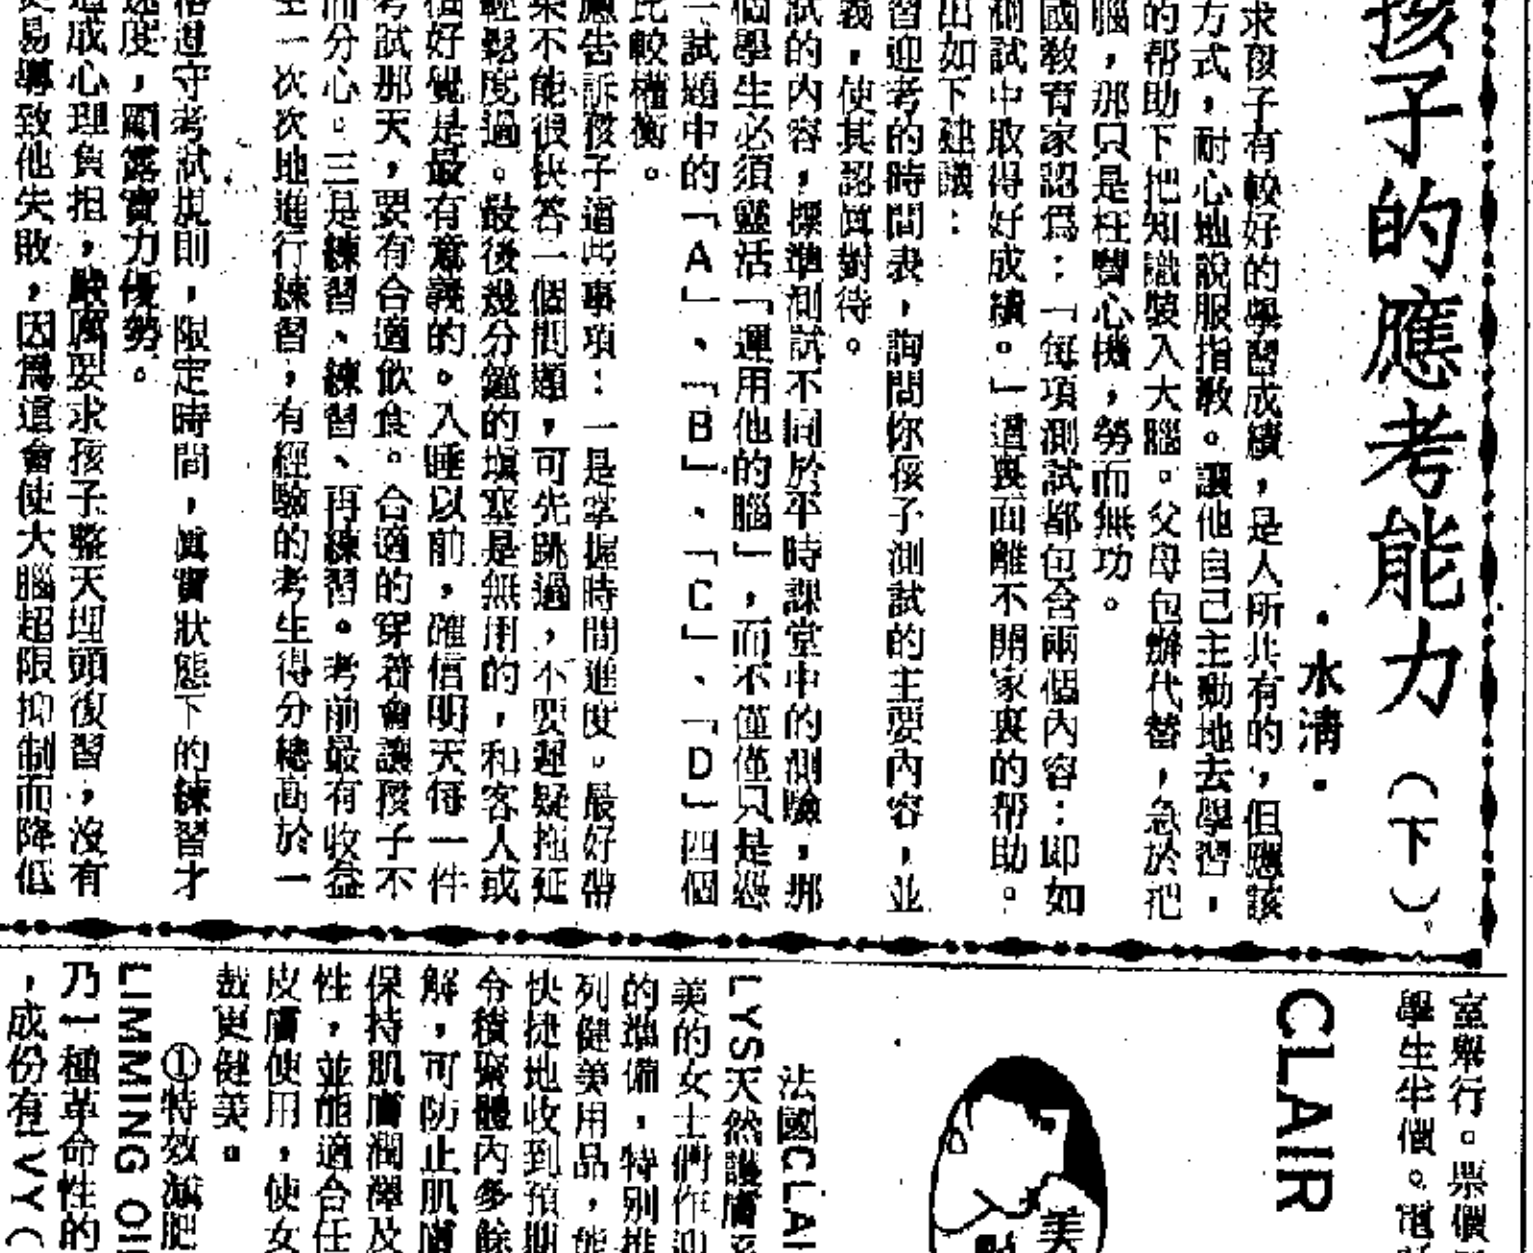 孩子的應考能力（下）
·水清·
求孩子有較好的學習成績，是人所共有的，但應該
方式，耐心地說服指教。讓他自己主動地去學習，
的帮助下把知識裝入大腦。父母包辦代替，急於把
腦，那只是枉費心機，勞而無功。
國教育家認爲：「每項測試都包含兩個內容：即如
測試中取得好成績。」這裏面離不開家裏的帮助。
出如下建議：
習迎考的時間表，詢問你孩子測試的主要內容，並
義，使其認眞對待。
試的內容，標準測試不同於平時課堂中的測驗，那
個學生必須靈活「運用他的腦」，而不僅僅只是憑
一試題中的「A」、「B」、「C」、「D」四個
比較權衡。
應告訴孩子這些事項：一是掌握時間進度。最好帶
果不能很快答一個問題，可先跳過，不要遲疑拖延
輕鬆度過。最後幾分鐘的填塞是無用的，和客人或
個好覺是最有意義的。入睡以前，確信明天每一件
考試那天，要有合適飲食。合適的穿着會讓孩子不
而分心。三是練習、練習、再練習。考前最有收益
一次次地進行練習，有經驗的考生得分總高於一
格遵守考試規則，限定時間，眞實狀態下的練習才
速度，顯露實力優勢。
造成心理負担，嚴厲要求孩子整天埋頭復習，沒有
更易導致他失敗，因爲這會使大腦超限抑制而降低
室舉行。票價
學生半價。電
CLAIR
美
法國CLAI
LYS天然護膚
美的女士們作迎
的準備，特別推
列健美用品，能
快捷地收到預期
令積聚體內多餘
解，可防止肌膚
保持肌膚潤澤及
性，並能適合任
皮膚使用，使女
裁更健美。
①特效減肥
LIMMING OI
乃一種革命性的
，成份有IVY（